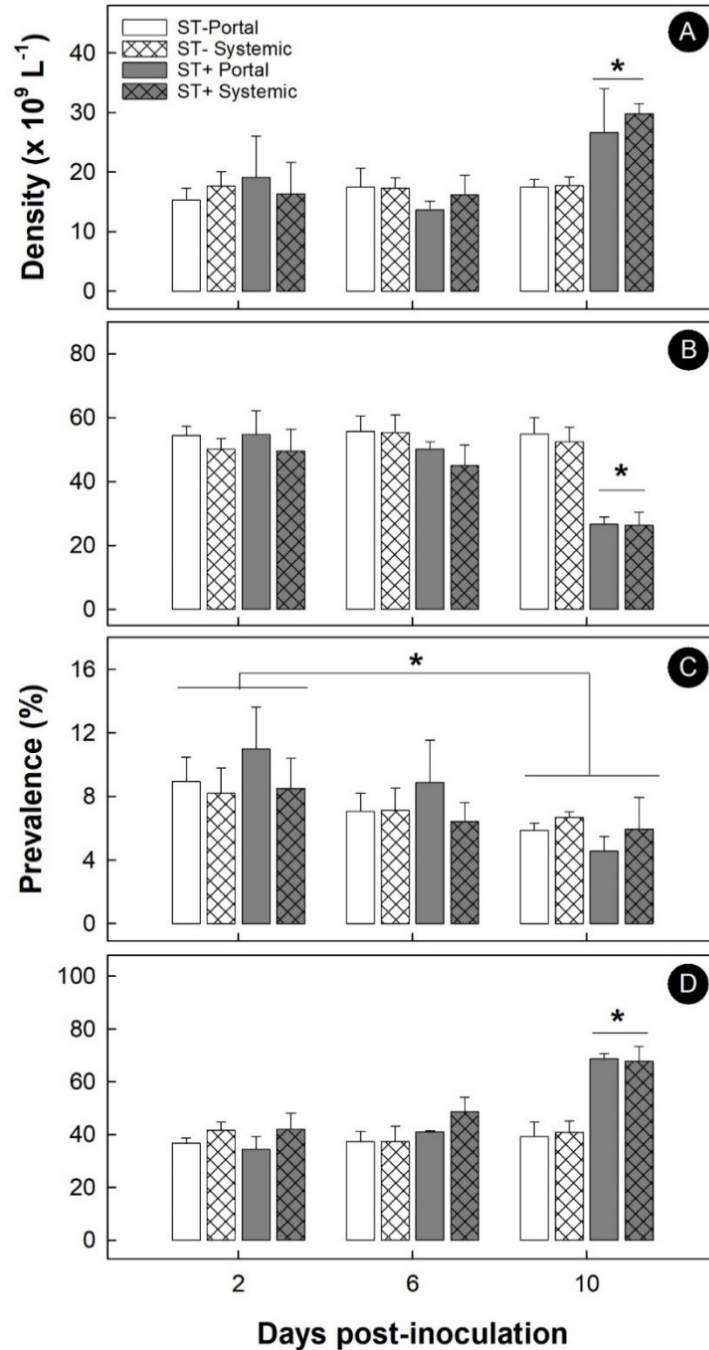 ST-Portal
ST- Systemic
ST+ Portal
ST+ Systemic
A
40
30
20
10
0
*
Density (x 10⁹ L⁻¹)
B
80
60
40
20
0
*
C
16
12
8
4
0
*
Prevalence (%)
D
100
80
60
40
20
0
*
2 6 10
Days post-inoculation